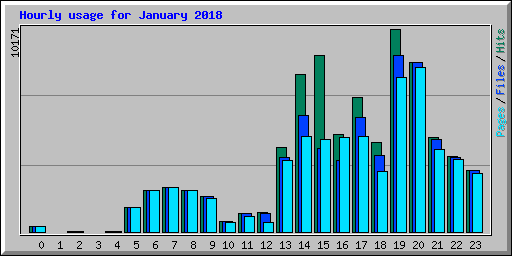 Hourly usage for January 2018
10171
Pages/Files/Hits
0 1 2 3 4 5 6 7 8 9 10 11 12 13 14 15 16 17 18 19 20 21 22 23